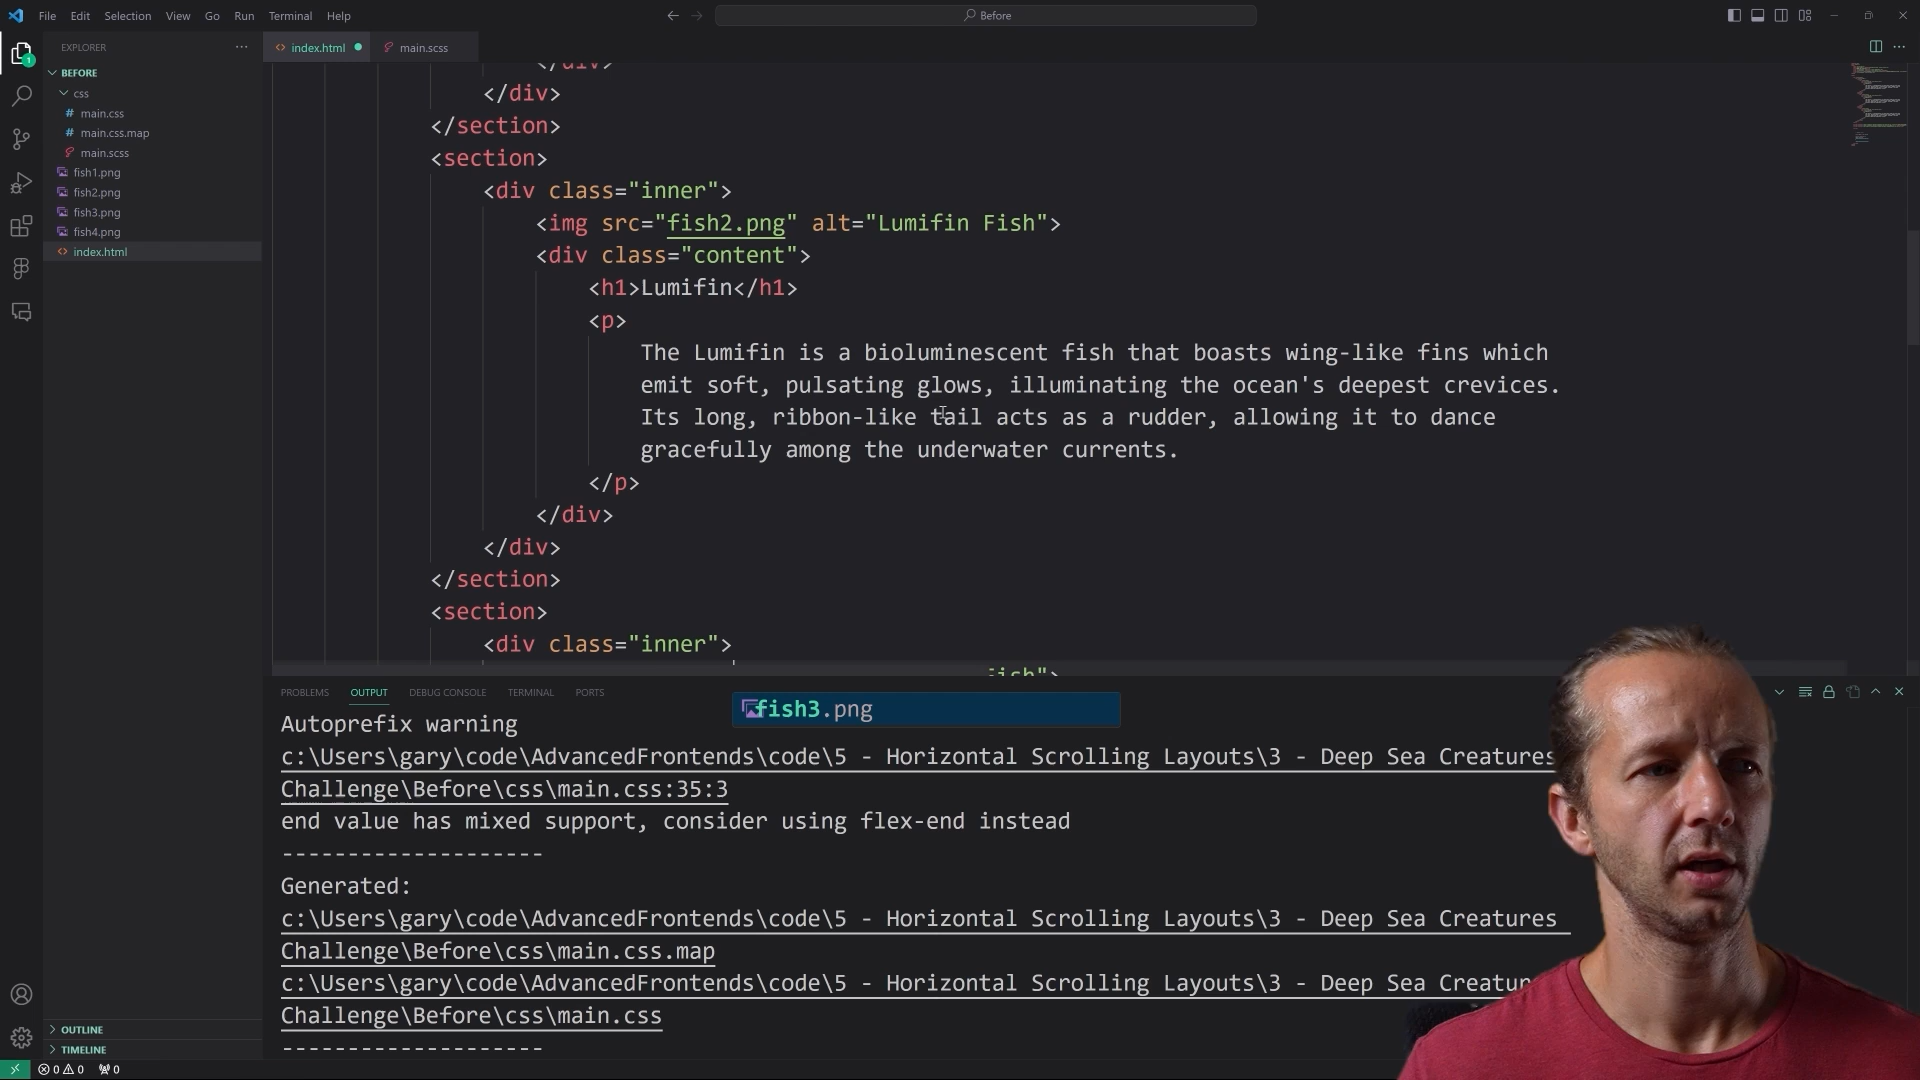 File Edit Selection View Go Run Terminal Help
Before
EXPLORER
index.html
main.scss
BEFORE
css
main.css
main.css.map
main.scss
fish1.png
fish2.png
fish3.png
fish4.png
index.html
</div>
</div>
</section>
<section>
<div class="inner">
<img src="fish2.png" alt="Lumifin Fish">
<div class="content">
<h1>Lumifin</h1>
<p>
The Lumifin is a bioluminescent fish that boasts wing-like fins which
emit soft, pulsating glows, illuminating the ocean's deepest crevices.
Its long, ribbon-like tail acts as a rudder, allowing it to dance
gracefully among the underwater currents.
</p>
</div>
</div>
</section>
<section>
<div class="inner">
fish3.png
PROBLEMS OUTPUT DEBUG CONSOLE TERMINAL PORTS
Autoprefix warning
c:\Users\gary\code\AdvancedFrontends\code\5 - Horizontal Scrolling Layouts\3 - Deep Sea Creatures
Challenge\Before\css\main.css:35:3
end value has mixed support, consider using flex-end instead
--------------------
Generated:
c:\Users\gary\code\AdvancedFrontends\code\5 - Horizontal Scrolling Layouts\3 - Deep Sea Creatures
Challenge\Before\css\main.css.map
c:\Users\gary\code\AdvancedFrontends\code\5 - Horizontal Scrolling Layouts\3 - Deep Sea
Challenge\Before\css\main.css
--------------------
OUTLINE
TIMELINE
0 0 0
1